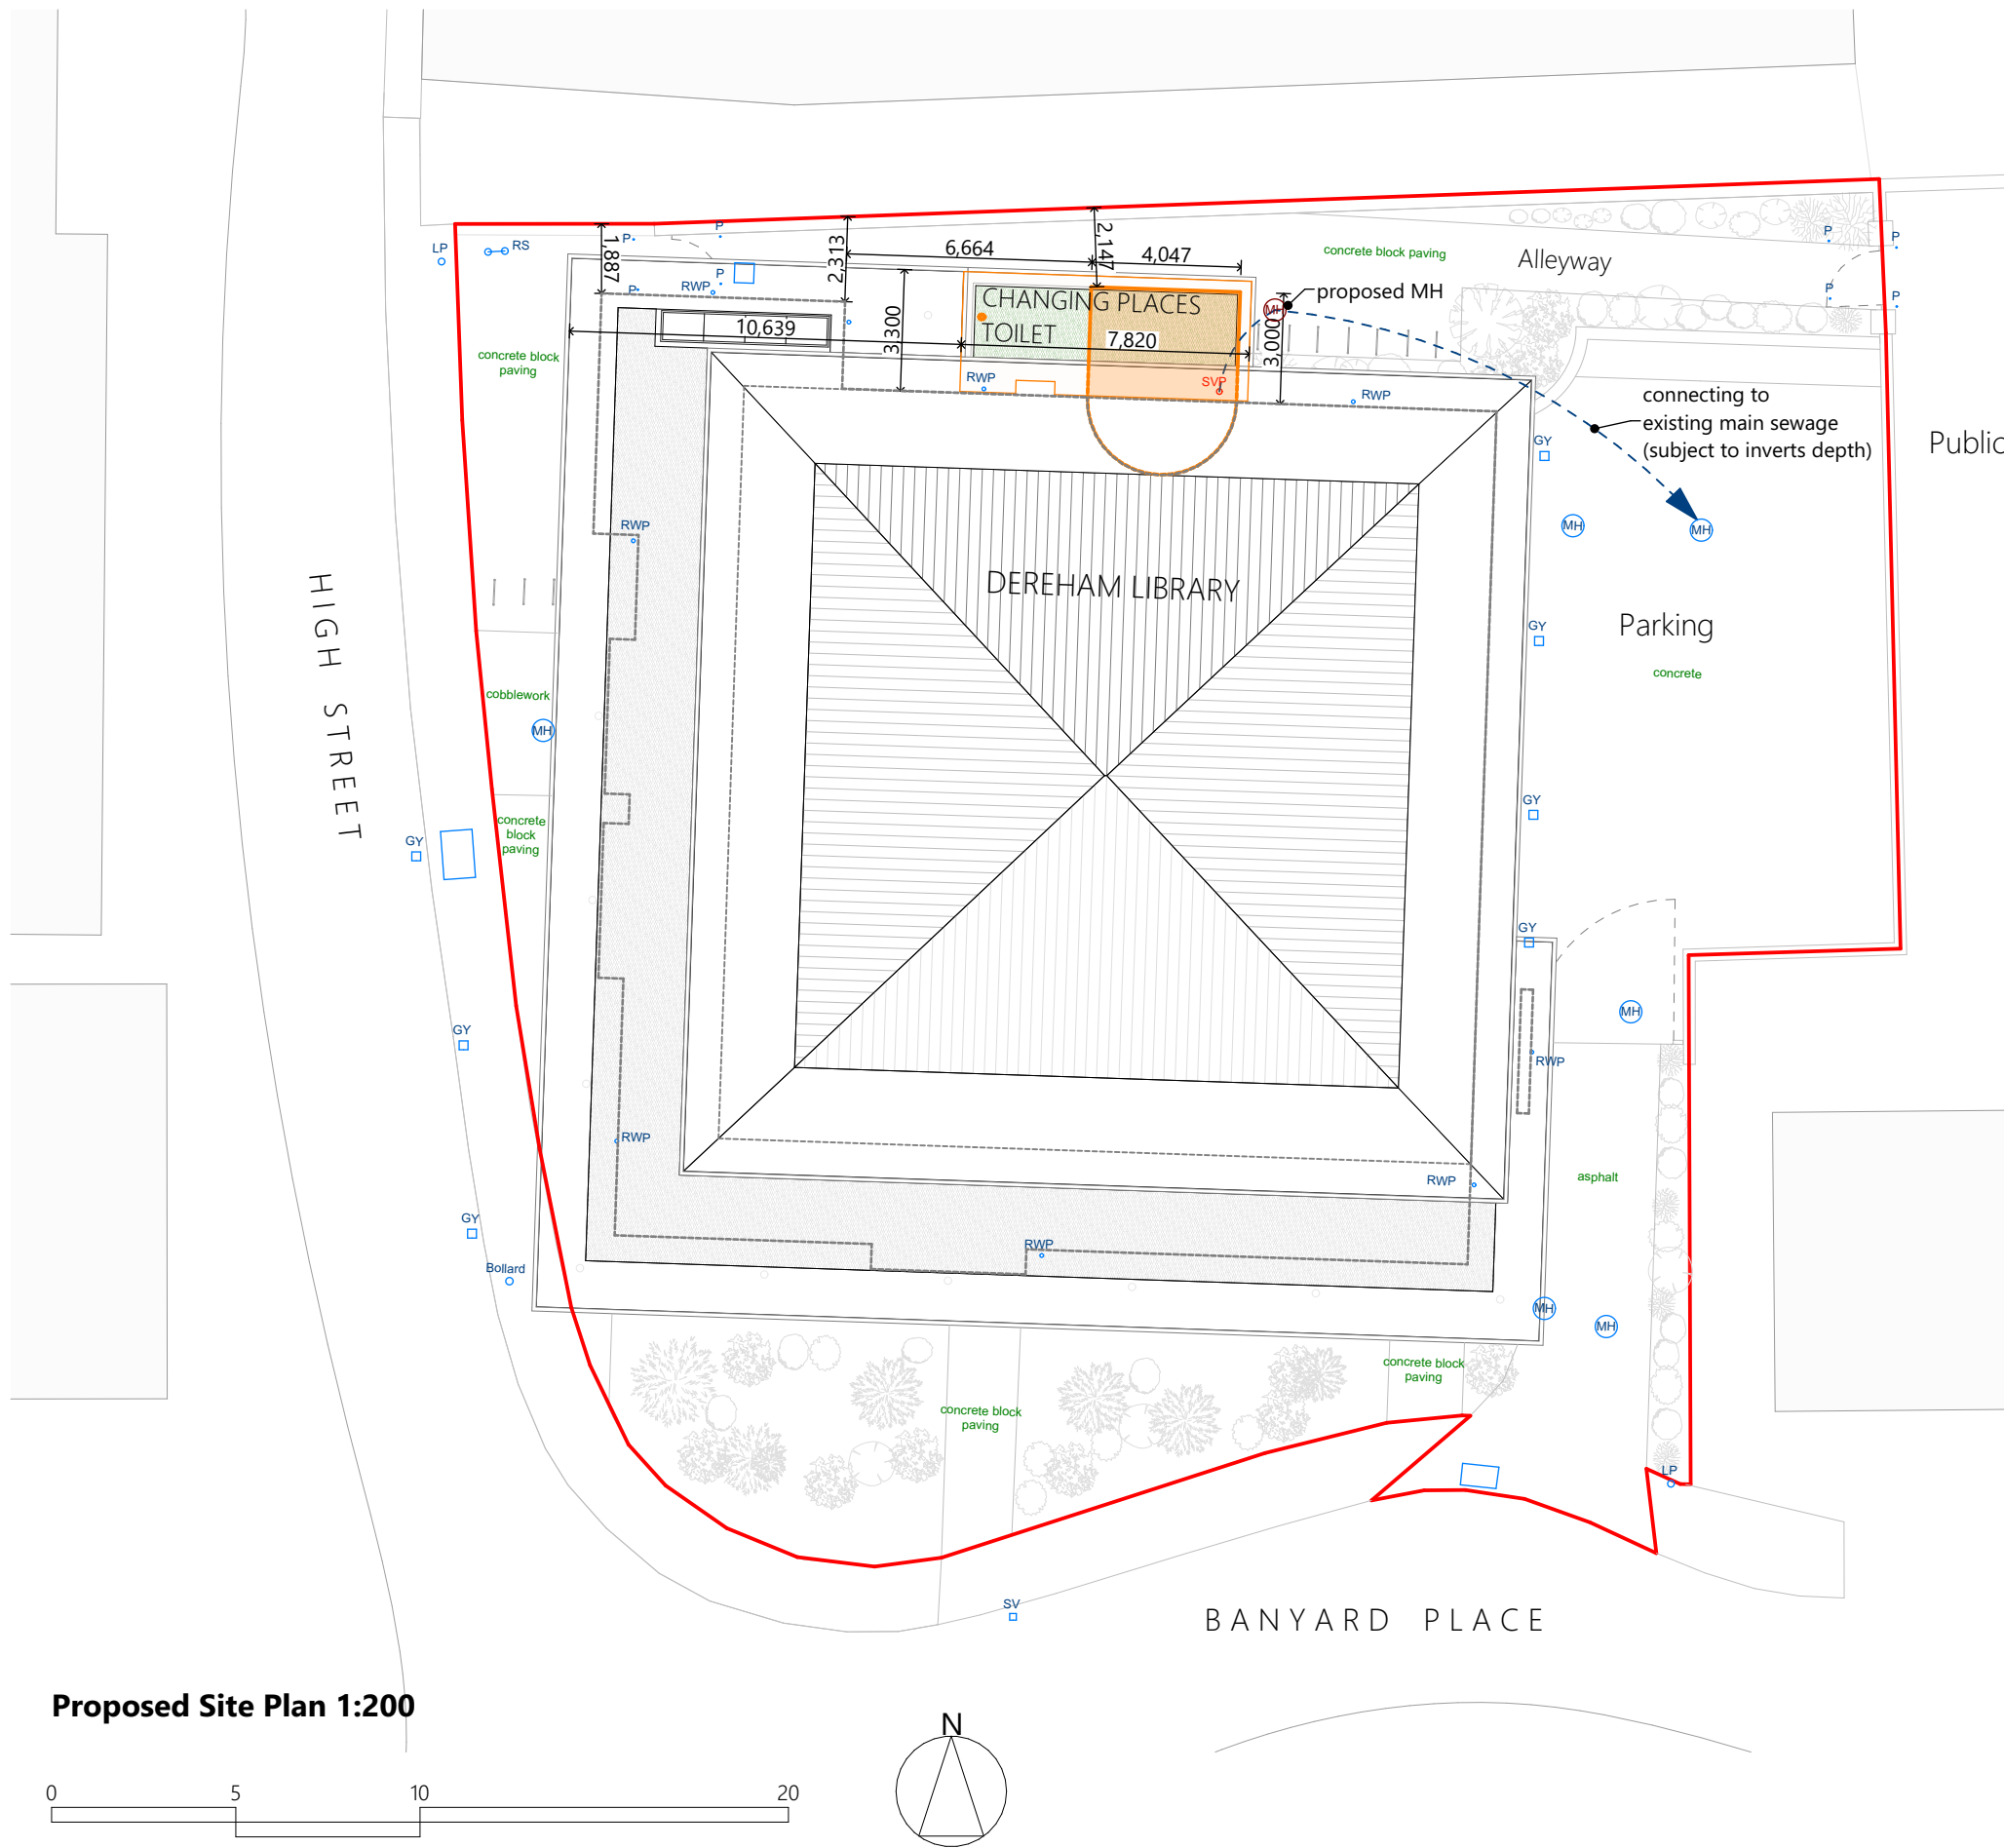 LP
RS
P
P
P
P
RWP
1,887
2,313
6,664
2,147
4,047
concrete block paving
Alleyway
P
P
P
P
CHANGING PLACES
TOILET
MH
proposed MH
10,639
3,300
7,820
3,000
concrete block
paving
RWP
SVP
RWP
connecting to
existing main sewage
(subject to inverts depth)
Public
GY
RWP
MH
MH
HIGH STREET
DEREHAM LIBRARY
GY
Parking
concrete
cobblework
MH
GY
concrete
block
paving
GY
GY
MH
GY
RWP
RWP
RWP
asphalt
GY
RWP
Bollard
MH
MH
concrete block
paving
concrete block
paving
LP
SV
BANYARD PLACE
Proposed Site Plan 1:200
N
0
5
10
20